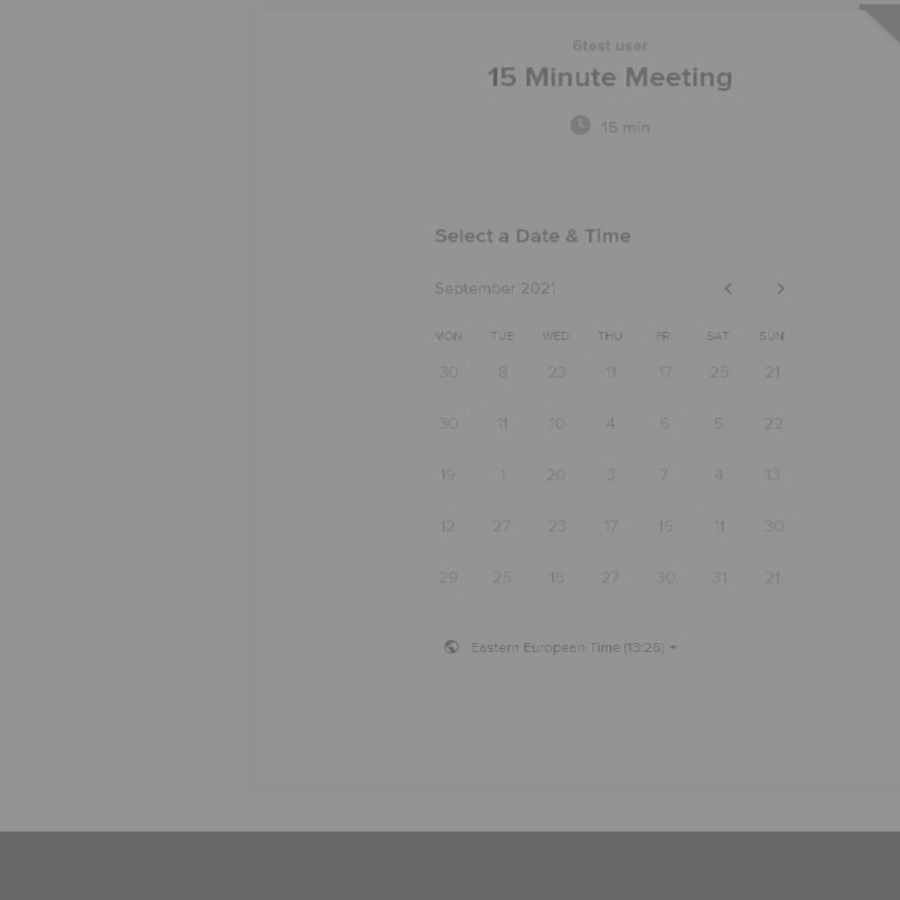 6test user
15 Minute Meeting
15 min
Select a Date & Time
September 2021
MON TUE WED THU FRI SAT SUN
30 8 23 11 17 25 21
30 11 10 4 6 5 22
19 1 20 3 7 4 13
12 27 23 17 16 11 30
29 25 16 27 30 31 21
Eastern European Time (13:26)